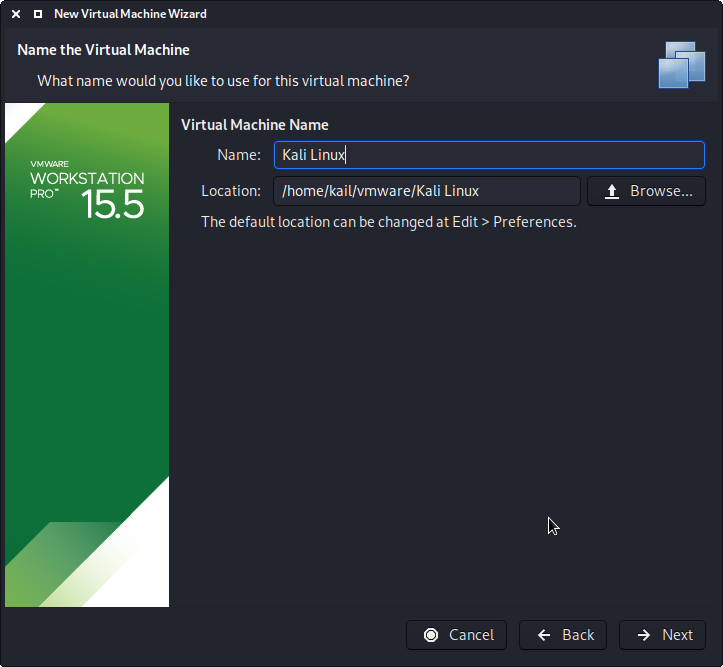 New Virtual Machine Wizard
Name the Virtual Machine
What name would you like to use for this virtual machine?
VMWARE
WORKSTATION
PRO™ 15.5
Virtual Machine Name
Name: Kali Linux
Location: /home/kail/vmware/Kali Linux Browse...
The default location can be changed at Edit > Preferences.
Cancel Back Next